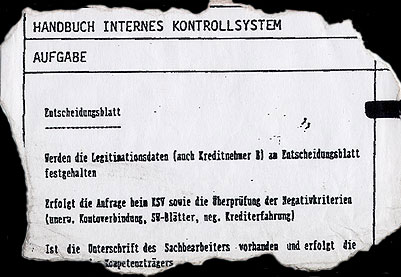 HANDBUCH INTERNES KONTROLLSYSTEM
AUFGABE
Entscheidungsblatt
Werden die Legitimationsdaten (auch Kreditnehmer B) am Entscheidungsblatt
festgehalten
Erfolgt die Anfrage beim KSV sowie die Überprüfung der Negativkriterien
(unerw. Kontoverbindung, SW-Blätter, neg. Krediterfahrung)
Ist die Unterschrift des Sachbearbeiters vorhanden und erfolgt die
Kompetenzträgers